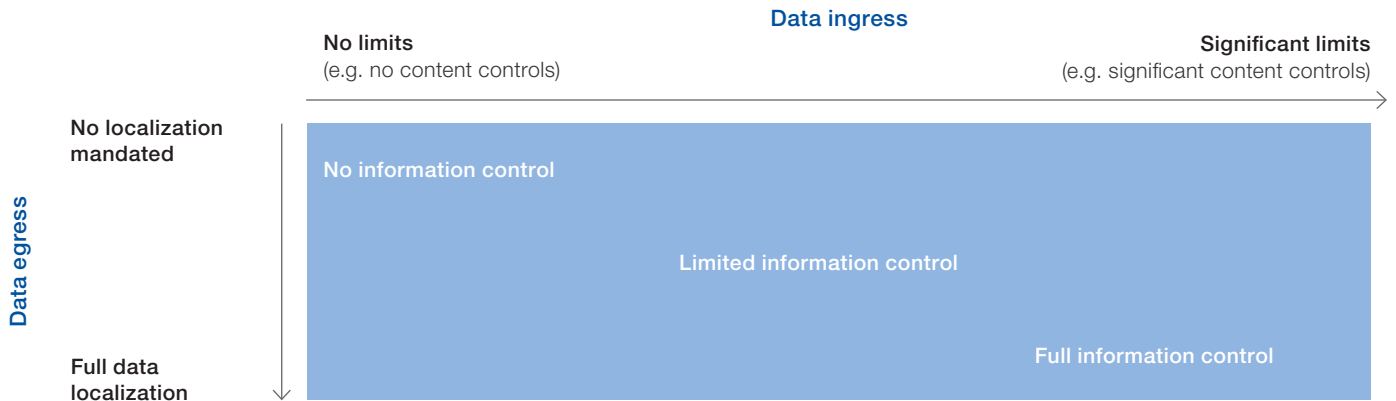 Data ingress
No limits
(e.g. no content controls)
Significant limits
(e.g. significant content controls)
Data egress
No localization
mandated
No information control
Limited information control
Full information control
Full data
localization